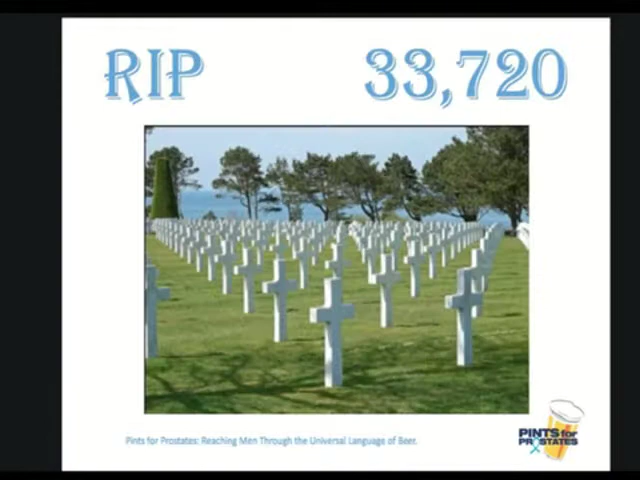 RIP 33,720
Pints for Prostates: Reaching Men Through the Universal Language of Beer.
PINTS for
PROSTATES